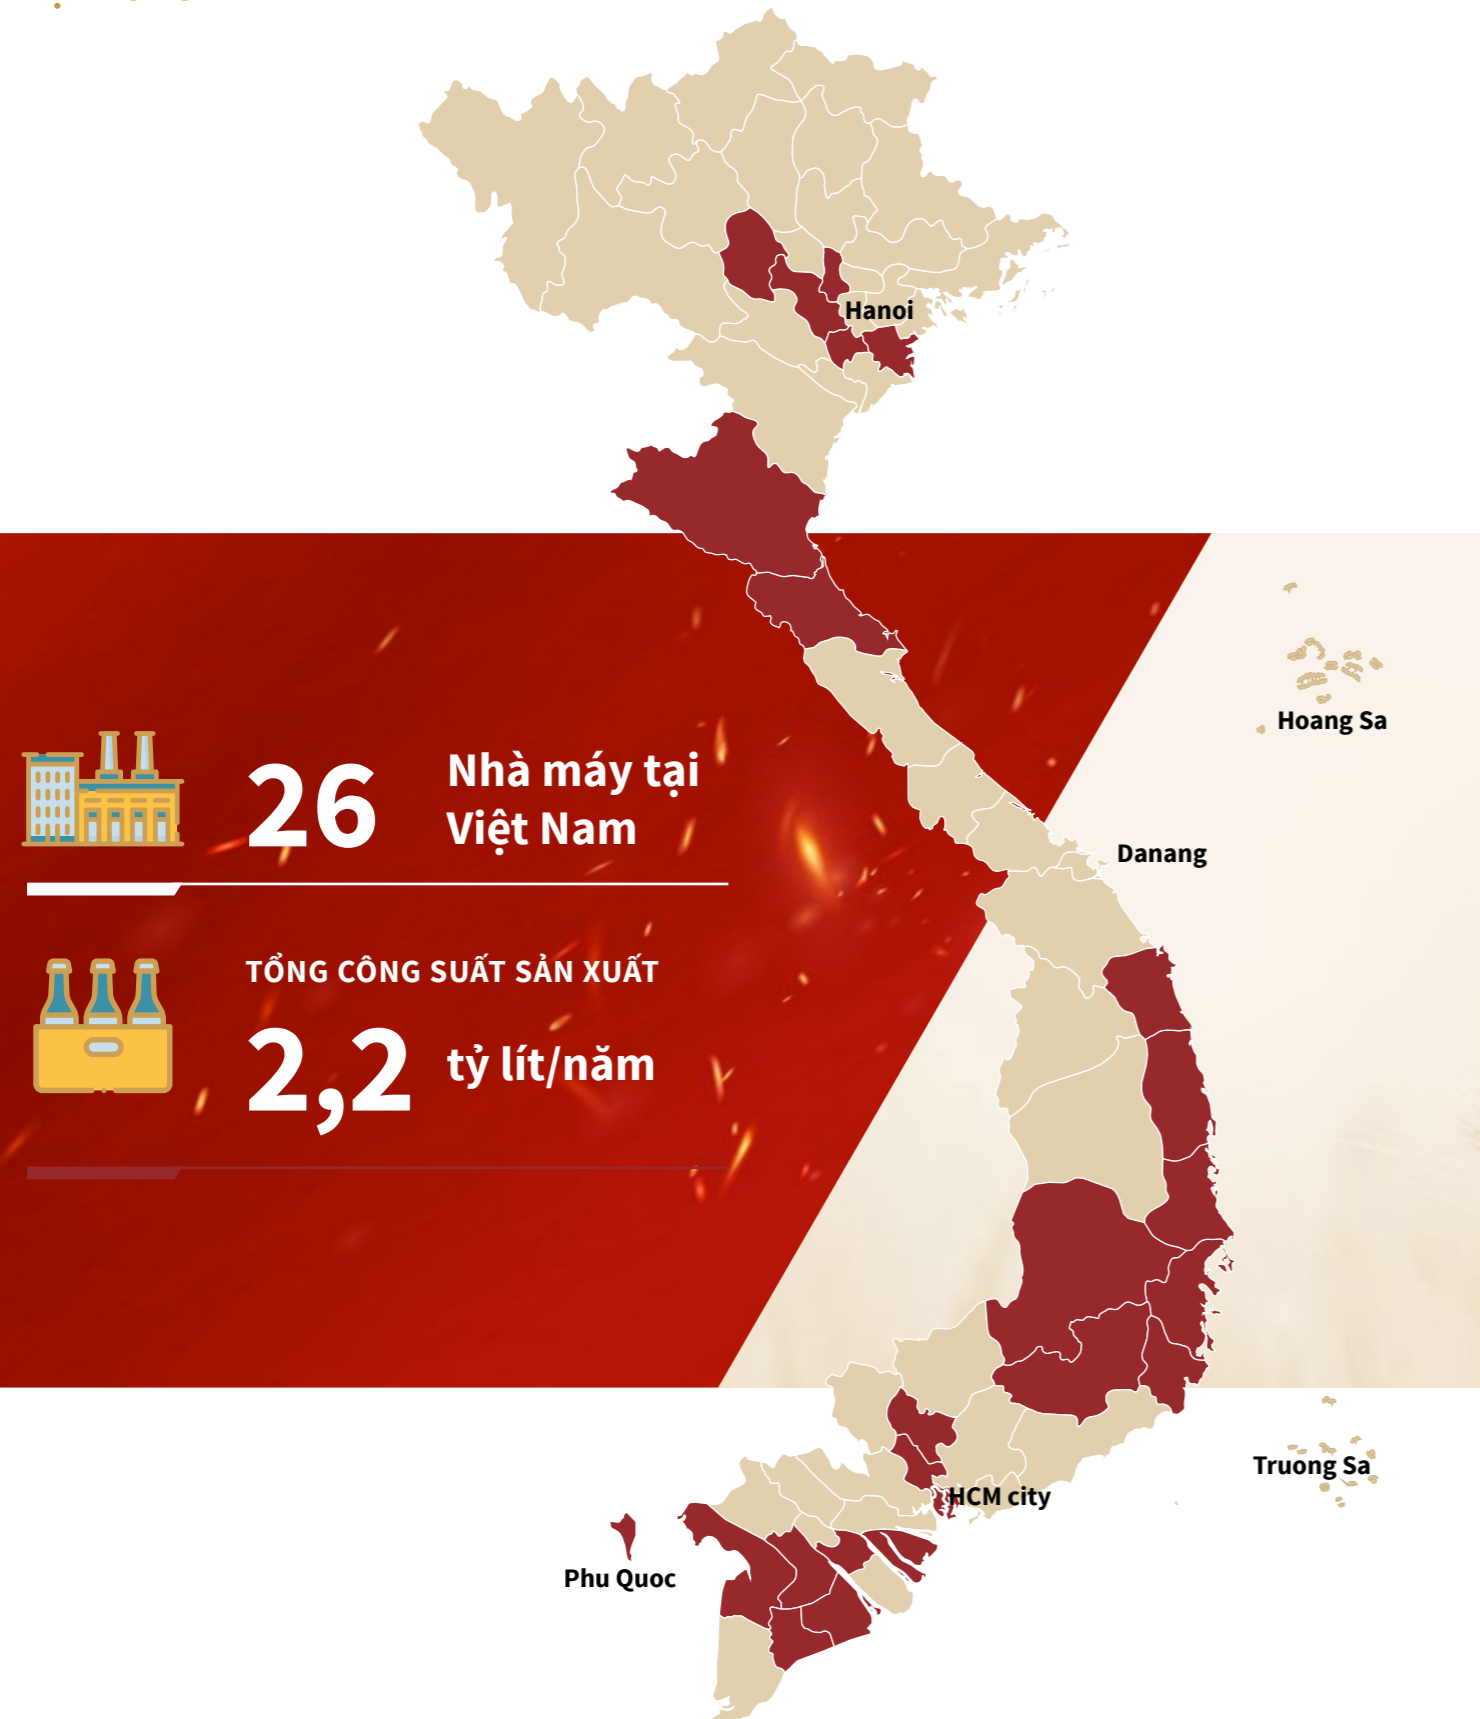 Hanoi
Hoang Sa
26
Nhà máy tại
Việt Nam
Danang
TỔNG CÔNG SUẤT SẢN XUẤT
2,2 tỷ lít/năm
Truong Sa
HCM city
Phu Quoc